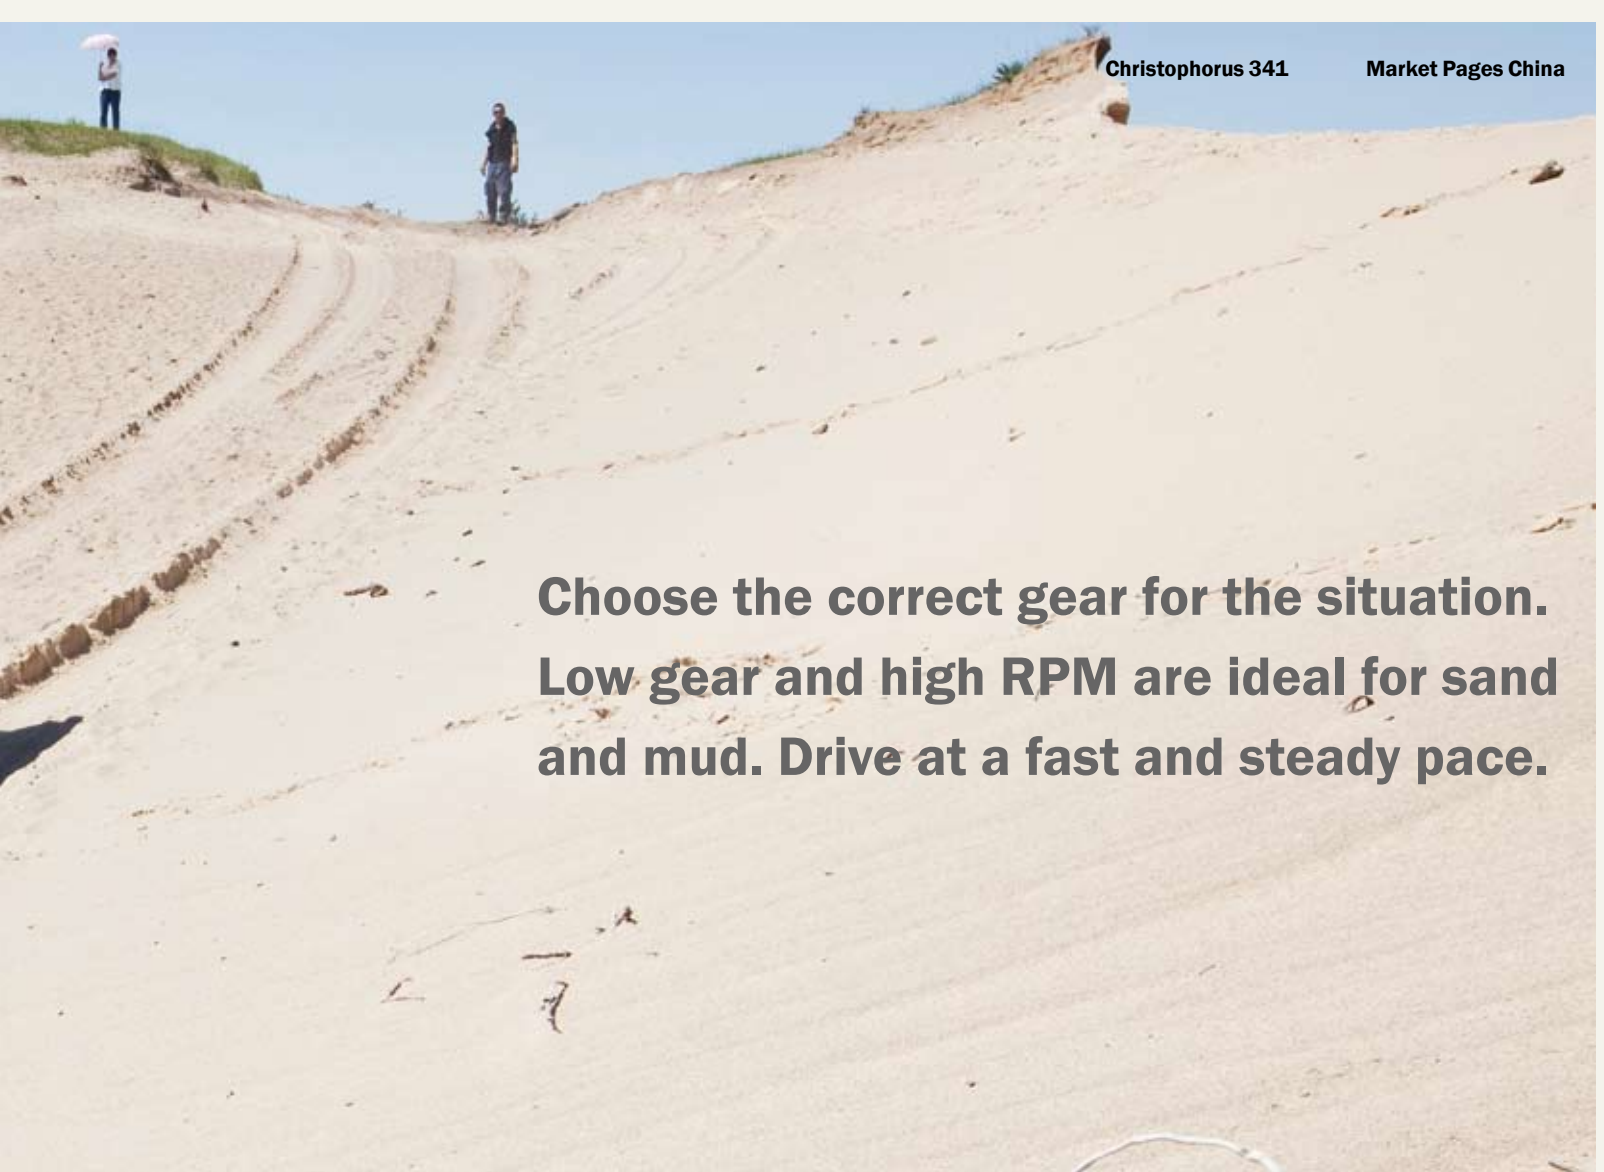 Christophorus 341 Market Pages China
Choose the correct gear for the situation.
Low gear and high RPM are ideal for sand
and mud. Drive at a fast and steady pace.